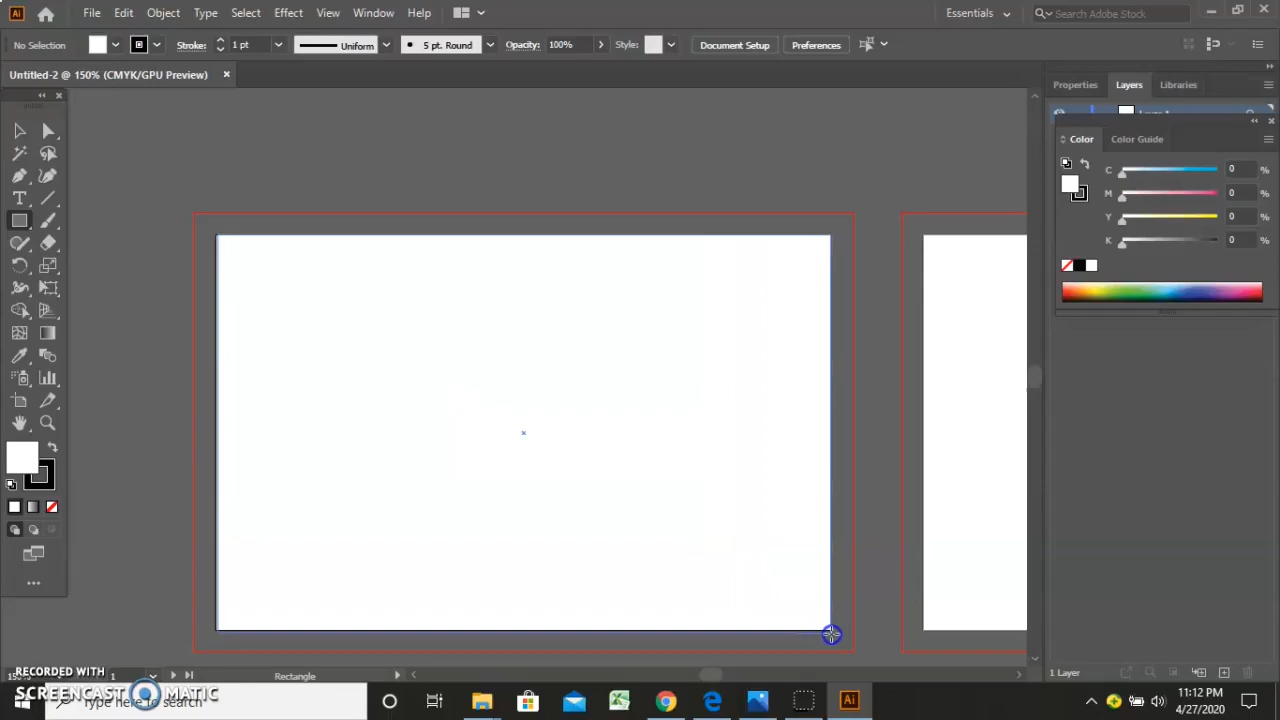 Ai File Edit Object Type Select Effect View Window Help Essentials Search Adobe Stock
No Selection Stroke: 1 pt Uniform 5 pt. Round Opacity: 100% Style: Document Setup Preferences
Untitled-2 @ 150% (CMYK/GPU Preview) ×
Properties Layers Libraries
Color Color Guide
C 0 %
M 0 %
Y 0 %
K 0 %
1 Rectangle 1 Layer
RECORDED WITH
SCREENCAST MATIC
Type here to search
Ai
11:12 PM
4/27/2020